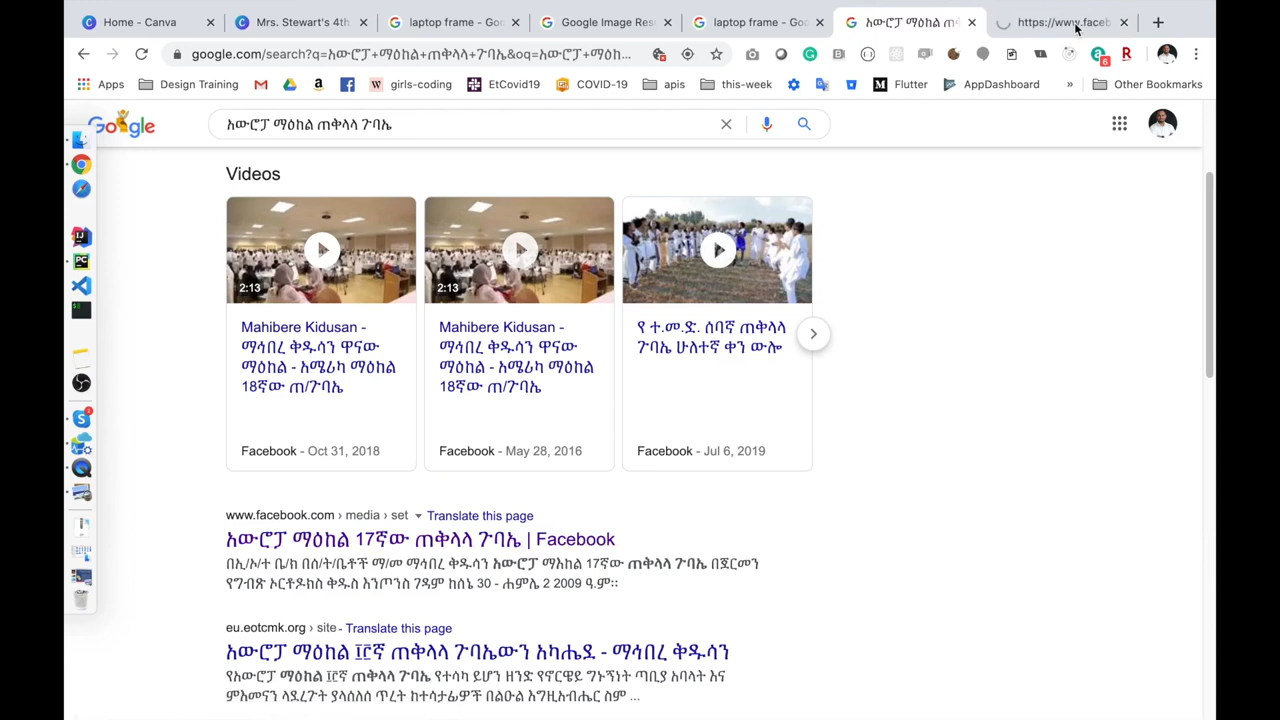 Home - Canva
Mrs. Stewart's 4th
laptop frame - Goo
Google Image Resu
laptop frame - Goo
አውሮፓ ማዕከል ጠቅ
https://www.faceb
google.com/search?q=አውሮፓ+ማዕከል+ጠቅላላ+ጉባኤ&oq=አውሮፓ+ማዕከ...
6
Apps
Design Training
girls-coding
EtCovid19
COVID-19
apis
this-week
Flutter
AppDashboard
»
Other Bookmarks
Google
አውሮፓ ማዕከል ጠቅላላ ጉባኤ
Videos
2:13
Mahibere Kidusan -
ማኅበረ ቅዱሳን ዋናው
ማዕከል - አሜሪካ ማዕከል
18ኛው ጠ/ጉባኤ
Facebook - Oct 31, 2018
2:13
Mahibere Kidusan -
ማኅበረ ቅዱሳን ዋናው
ማዕከል - አሜሪካ ማዕከል
18ኛው ጠ/ጉባኤ
Facebook - May 28, 2016
የ ተ.መ.ድ. ሰባኛ ጠቅላላ
ጉባኤ ሁለተኛ ቀን ውሎ
Facebook - Jul 6, 2019
www.facebook.com › media › set Translate this page
አውሮፓ ማዕከል 17ኛው ጠቅላላ ጉባኤ | Facebook
በኢ/ኦ/ተ ቤ/ክ በሰ/ት/ቤቶች ማ/መ ማኅበረ ቅዱሳን አውሮፓ ማእከል 17ኛው ጠቅላላ ጉባኤ በጀርመን
የግብጽ ኦርቶዶክስ ቅዱስ እንጦንስ ገዳም ከሰኔ 30 - ሐምሌ 2 2009 ዓ.ም።
eu.eotcmk.org › site - Translate this page
አውሮፓ ማዕከል ፲፫ኛ ጠቅላላ ጉባኤውን አካሔደ - ማኅበረ ቅዱሳን
የአውሮፓ ማዕከል ፲፫ኛ ጠቅላላ ጉባኤ የተሳካ ይሆን ዘንድ የኖርዌይ ግኑኝነት ጣቢያ አባላት እና
ምእመናን ላደረጉት ያላሰለሰ ጥረት ከተሳታፊዎች በልዑል እግዚአብሔር ስም ...